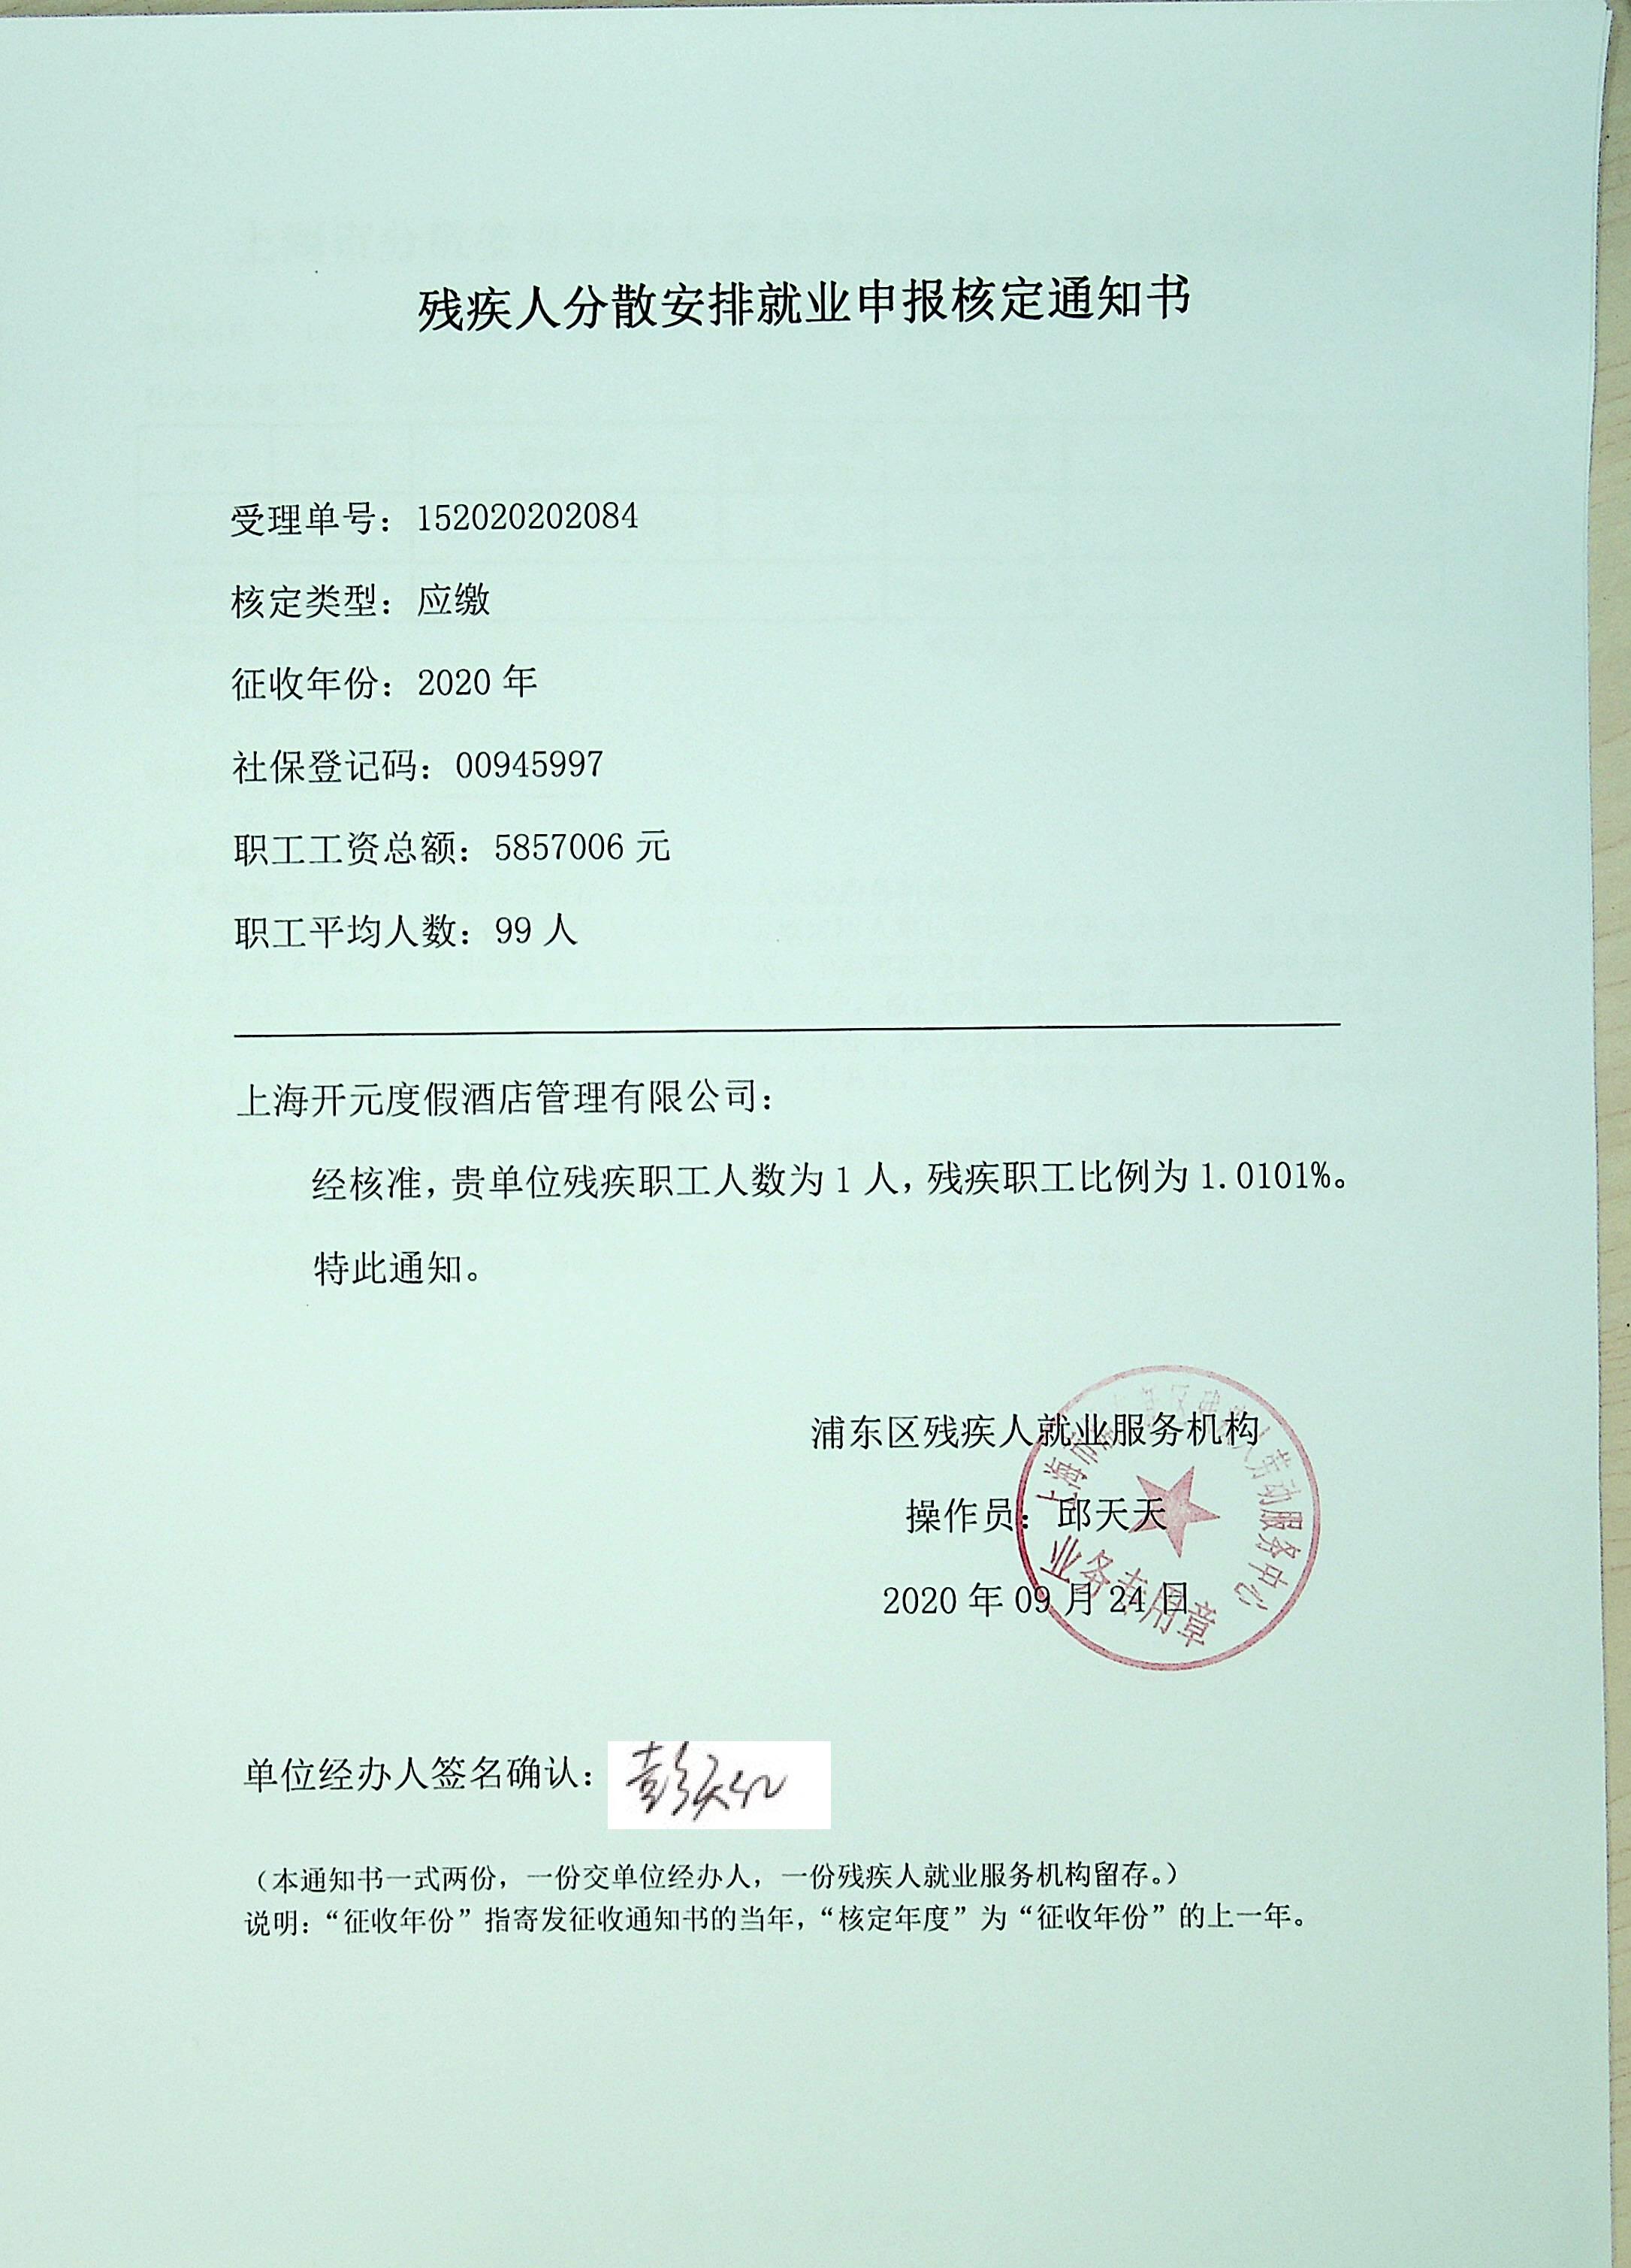 残疾人分散安排就业申报核定通知书
受理单号：152020202084
核定类型：应缴
征收年份：2020 年
社保登记码：00945997
职工工资总额：5857006 元
职工平均人数：99 人
上海开元度假酒店管理有限公司：
经核准，贵单位残疾职工人数为 1 人，残疾职工比例为 1.0101%。
特此通知。
浦东区残疾人就业服务机构
操作员：邱天天
2020 年 09 月 24 日
劳动服务中心
业务专用章
单位经办人签名确认：
（本通知书一式两份，一份交单位经办人，一份残疾人就业服务机构留存。）
说明：“征收年份”指寄发征收通知书的当年，“核定年度”为“征收年份”的上一年。